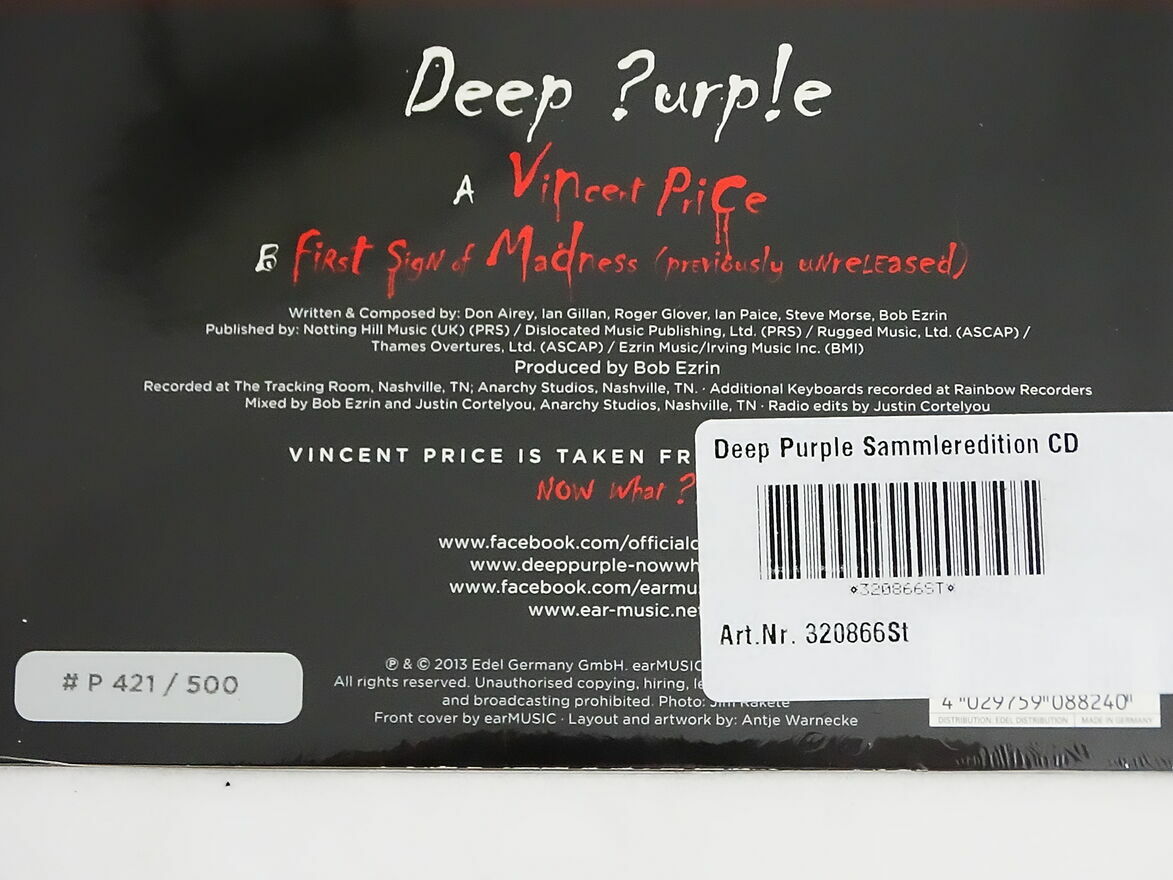 Deep ?urp!e
A Vincent Price
B First Sign of Madness (previously unreleased)
Written & Composed by: Don Airey, Ian Gillan, Roger Glover, Ian Paice, Steve Morse, Bob Ezrin
Published by: Notting Hill Music (UK) (PRS) / Dislocated Music Publishing, Ltd. (PRS) / Rugged Music, Ltd. (ASCAP) /
Thames Overtures, Ltd. (ASCAP) / Ezrin Music/Irving Music Inc. (BMI)
Produced by Bob Ezrin
Recorded at The Tracking Room, Nashville, TN; Anarchy Studios, Nashville, TN. · Additional Keyboards recorded at Rainbow Recorders
Mixed by Bob Ezrin and Justin Cortelyou, Anarchy Studios, Nashville, TN · Radio edits by Justin Cortelyou
VINCENT PRICE IS TAKEN FR
NOW what ?
www.facebook.com/official
www.deeppurple-nowwh
www.facebook.com/earmu
www.ear-music.ne
Deep Purple Sammleredition CD
⋄320866ST⋄
Art.Nr. 320866St
# P 421 / 500
℗ & © 2013 Edel Germany GmbH. earMUSIC
All rights reserved. Unauthorised copying, hiring, le
and broadcasting prohibited. Photo: Jim Rakete
Front cover by earMUSIC · Layout and artwork by: Antje Warnecke
4 029759 088240
DISTRIBUTION: EDEL DISTRIBUTION MADE IN GERMANY